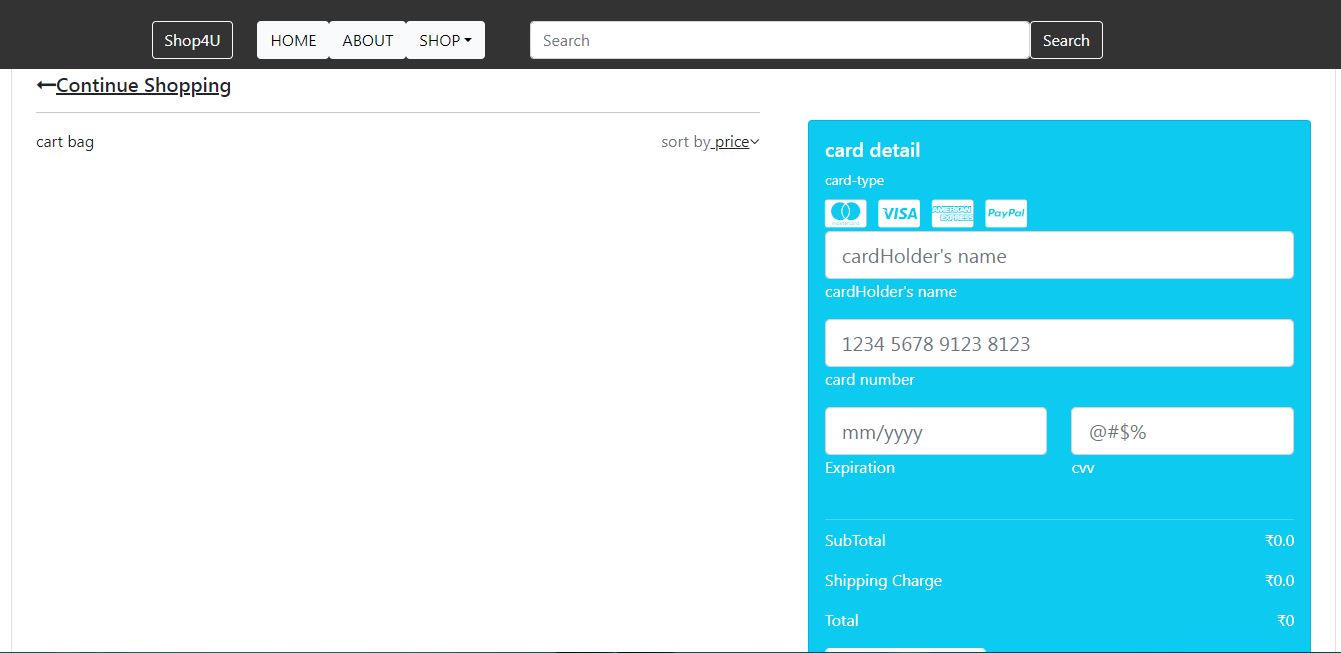 Shop4U HOME ABOUT SHOP Search Search
Continue Shopping
cart bag sort by price
card detail
card-type
mastercard VISA AMERICAN EXPRESS PayPal
cardHolder's name
cardHolder's name
1234 5678 9123 8123
card number
mm/yyyy @#$%
Expiration cvv
SubTotal ₹0.0
Shipping Charge ₹0.0
Total ₹0